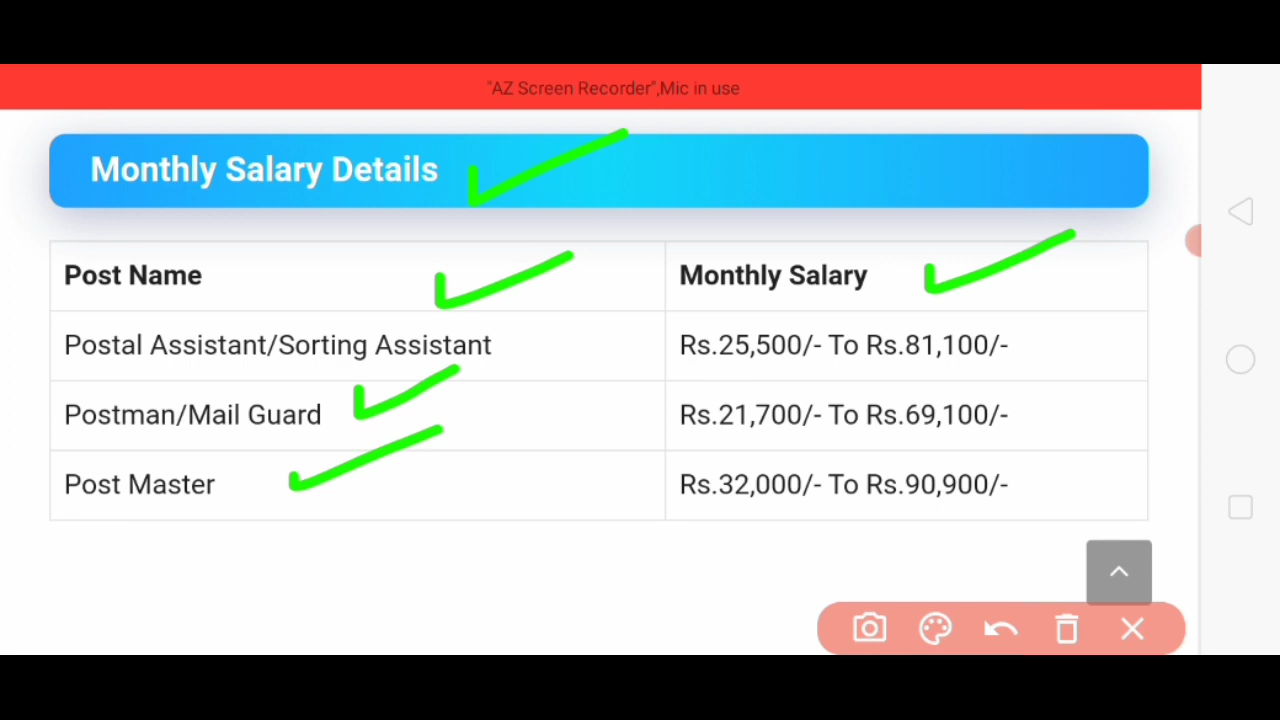 "AZ Screen Recorder",Mic in use
Monthly Salary Details
Post Name Monthly Salary
Postal Assistant/Sorting Assistant Rs.25,500/- To Rs.81,100/-
Postman/Mail Guard Rs.21,700/- To Rs.69,100/-
Post Master Rs.32,000/- To Rs.90,900/-